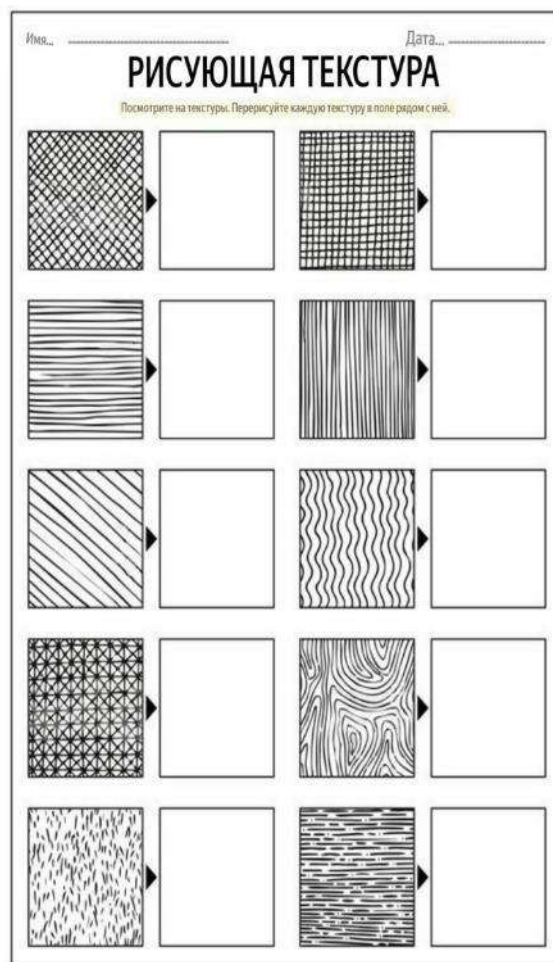 Имя... Дата...
РИСУЮЩАЯ ТЕКСТУРА
Посмотрите на текстуры. Перерисуйте каждую текстуру в поле рядом с ней.